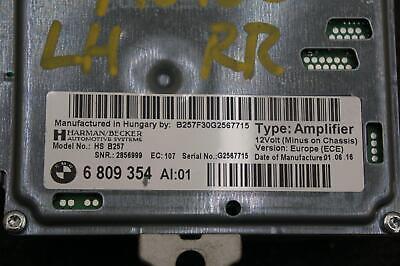 LH RR
Manufactured in Hungary by: B257F30G2567715
HARMAN/BECKER
AUTOMOTIVE SYSTEMS
Type: Amplifier
12Volt (Minus on Chassis)
Model No.: HS B257
Version: Europe (ECE)
SNR.: 2856999 EC: 107 Serial No.: G2567715 Date of Manufacture: 01.06.16
BMW 6 809 354 AI:01